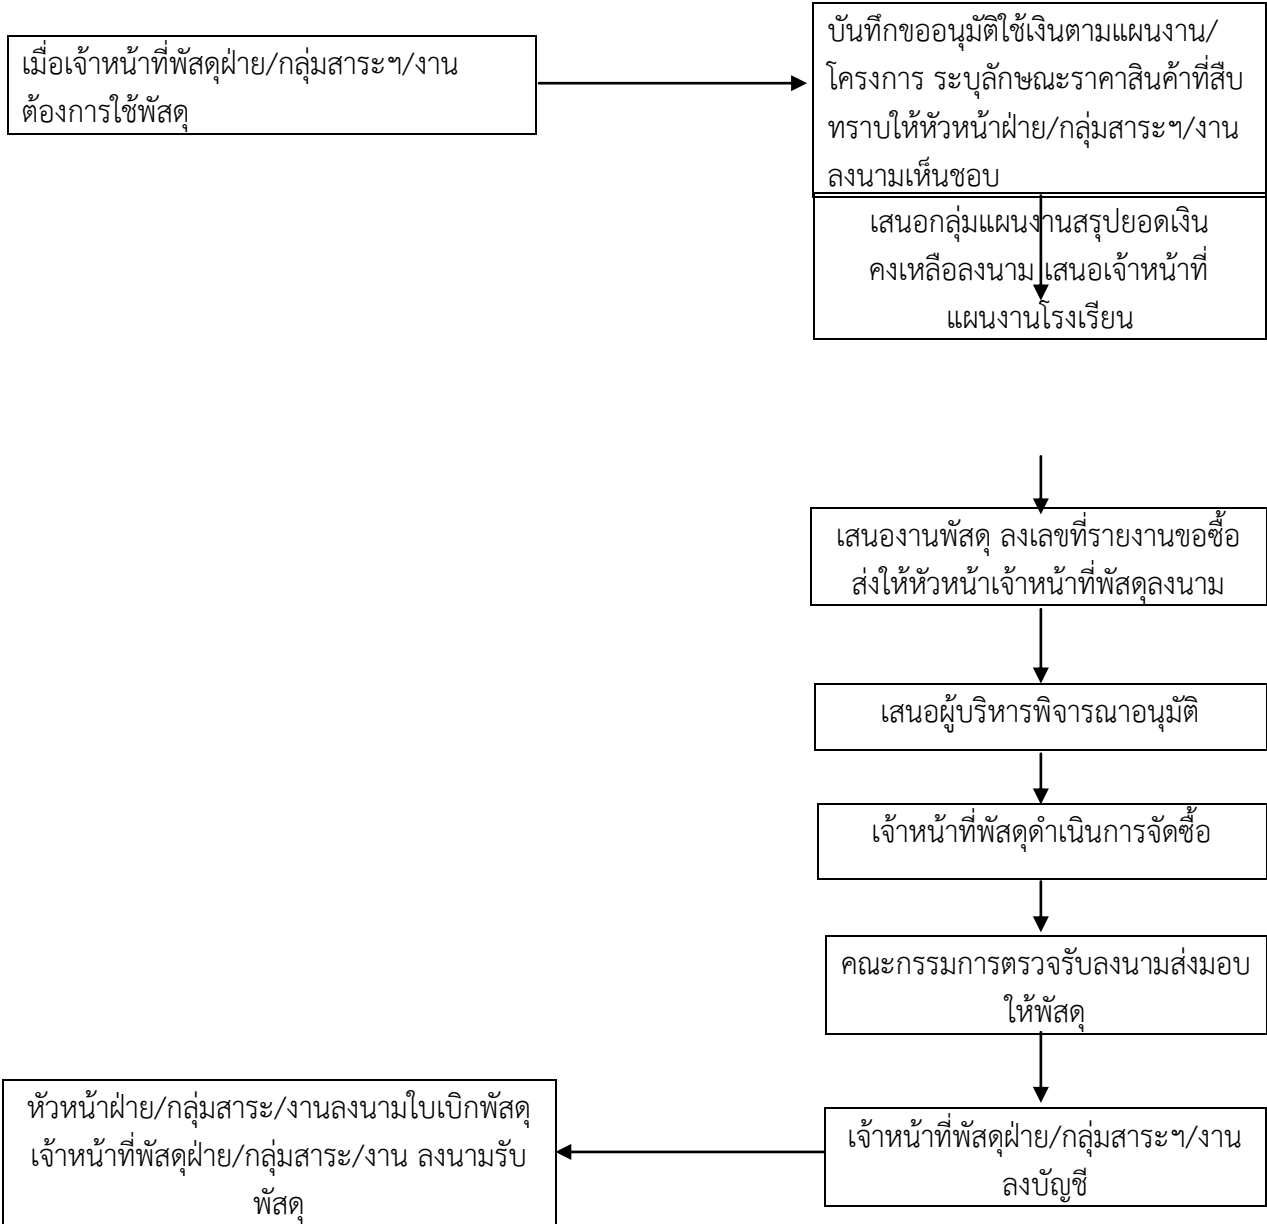 เมื่อเจ้าหน้าที่พัสดุฝ่าย/กลุ่มสาระฯ/งาน
ต้องการใช้พัสดุ
บันทึกขออนุมัติใช้เงินตามแผนงาน/
โครงการ ระบุลักษณะราคาสินค้าที่สืบ
ทราบให้หัวหน้าฝ่าย/กลุ่มสาระฯ/งาน
ลงนามเห็นชอบ
เสนอกลุ่มแผนงานสรุปยอดเงิน
คงเหลือลงนาม เสนอเจ้าหน้าที่
แผนงานโรงเรียน
เสนองานพัสดุ ลงเลขที่รายงานขอซื้อ
ส่งให้หัวหน้าเจ้าหน้าที่พัสดุลงนาม
เสนอผู้บริหารพิจารณาอนุมัติ
เจ้าหน้าที่พัสดุดำเนินการจัดซื้อ
คณะกรรมการตรวจรับลงนามส่งมอบ
ให้พัสดุ
เจ้าหน้าที่พัสดุฝ่าย/กลุ่มสาระฯ/งาน
ลงบัญชี
หัวหน้าฝ่าย/กลุ่มสาระ/งานลงนามใบเบิกพัสดุ
เจ้าหน้าที่พัสดุฝ่าย/กลุ่มสาระ/งาน ลงนามรับ
พัสดุ